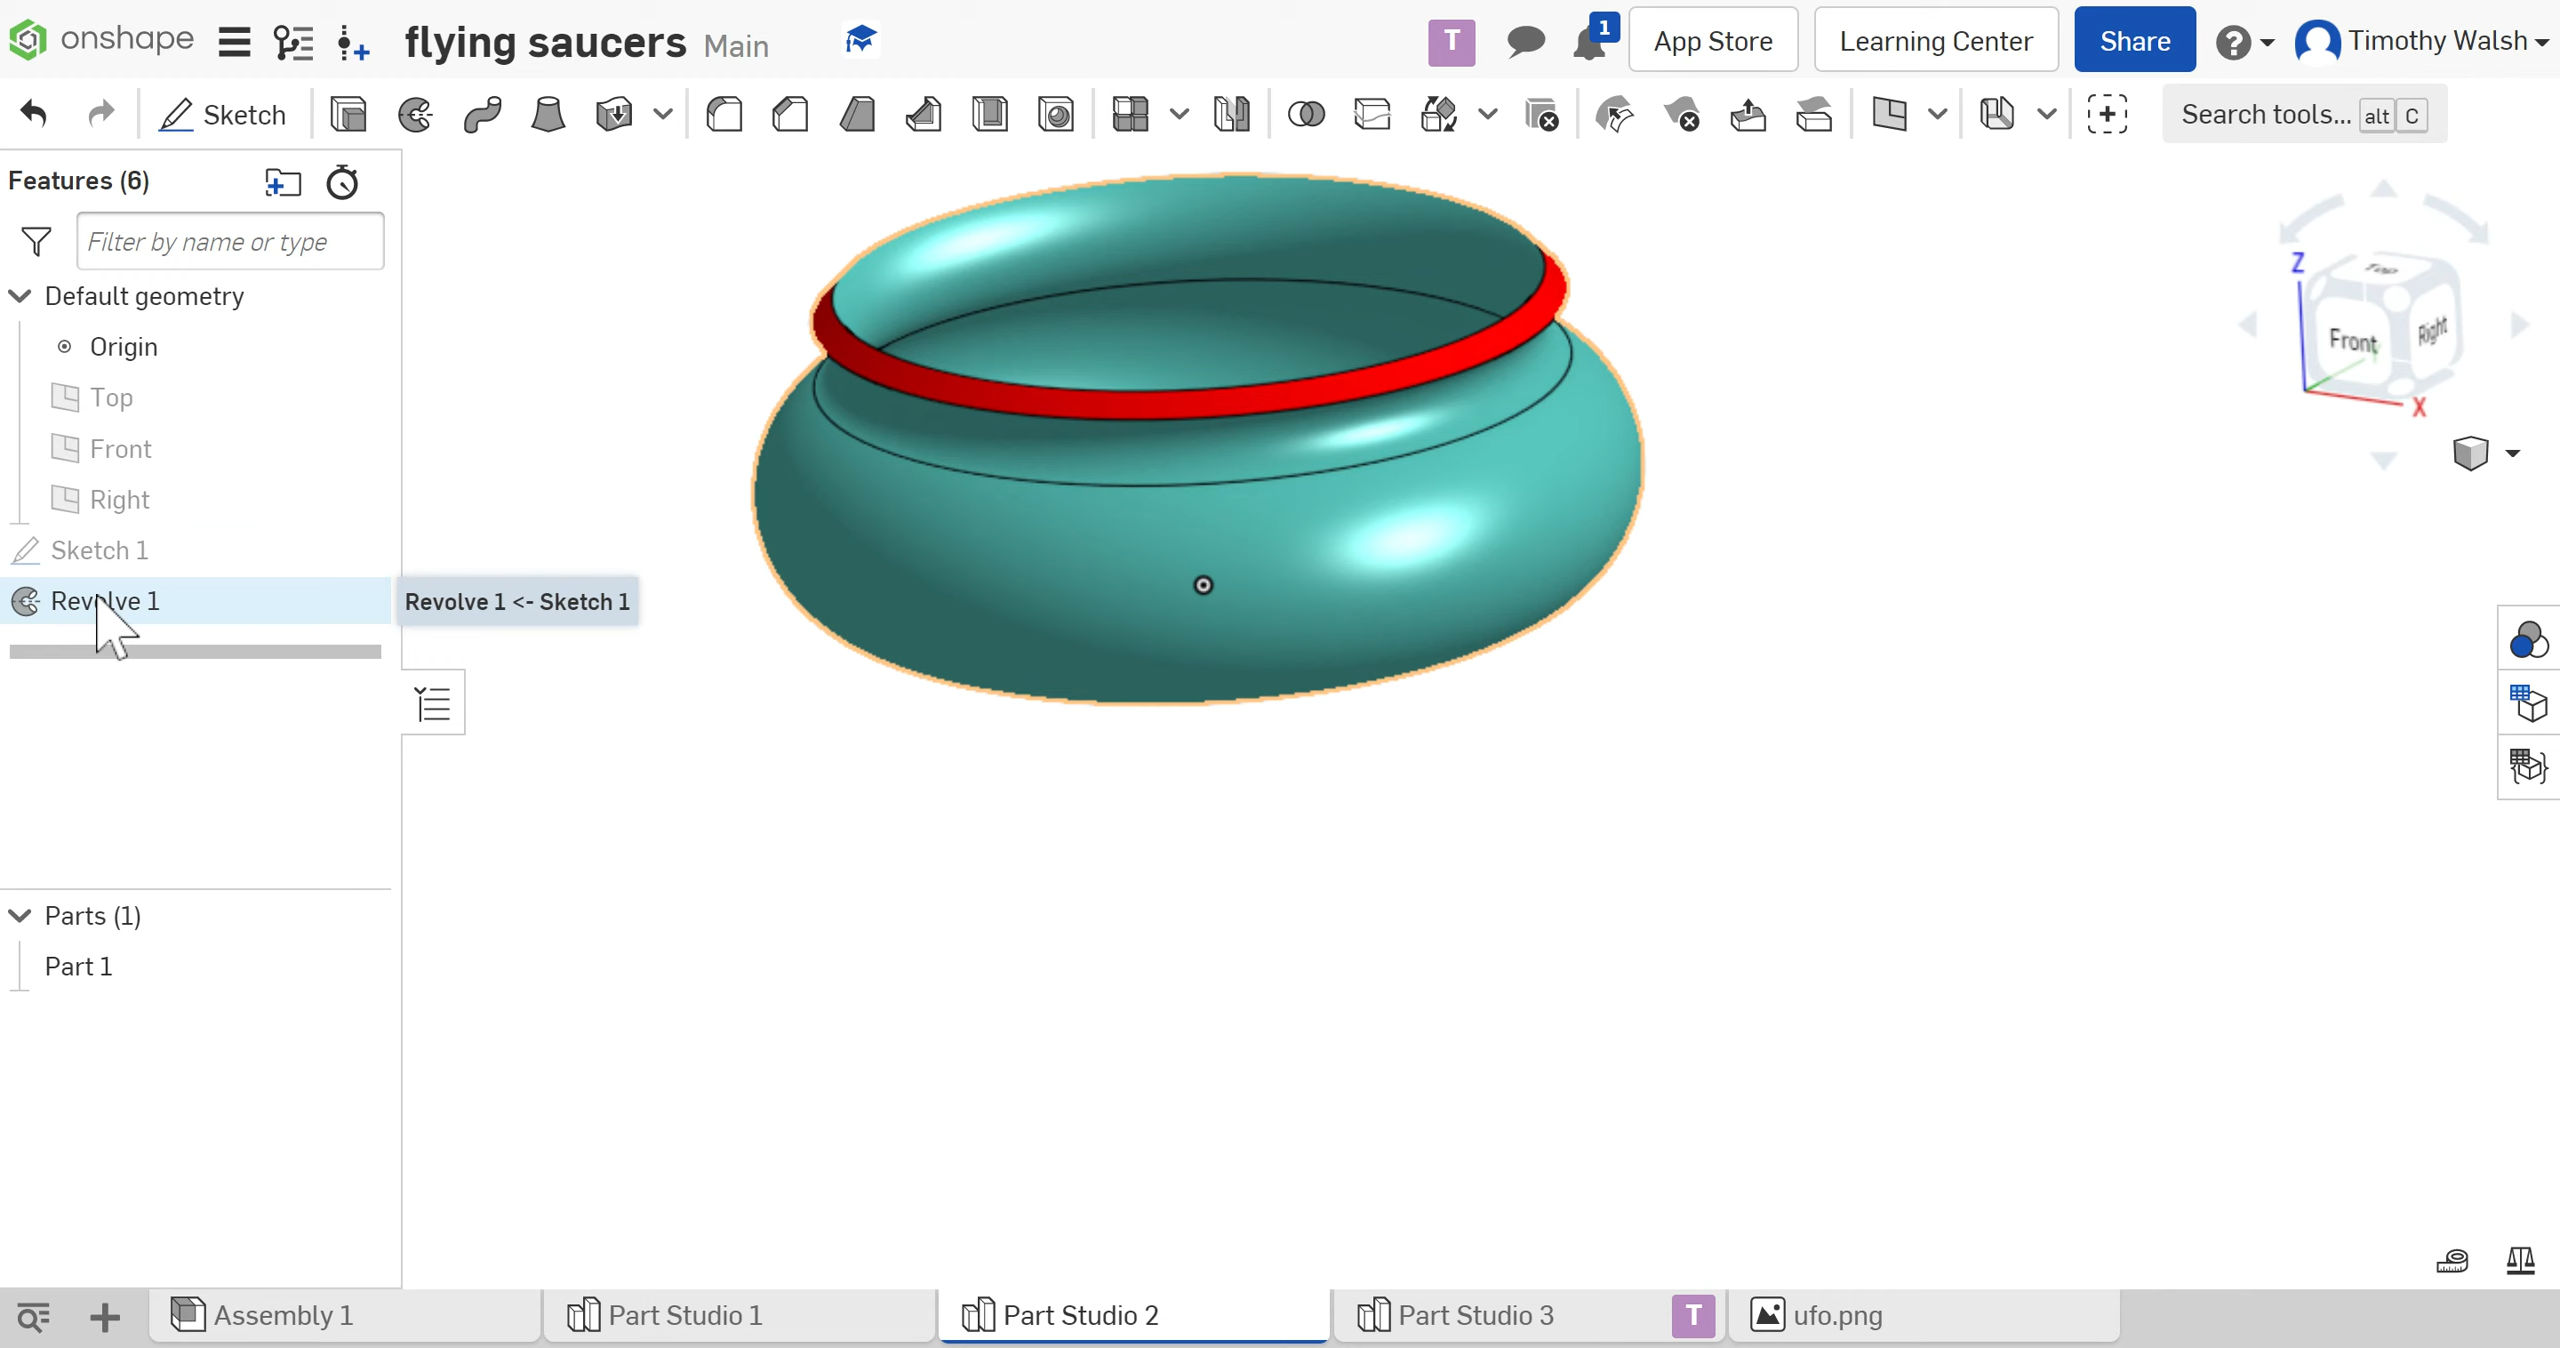 onshape
flying saucers Main
T
1
App Store
Learning Center
Share
Timothy Walsh
Sketch
Search tools... alt C
Features (6)
Filter by name or type
Default geometry
Origin
Top
Front
Right
Sketch 1
Revolve 1
Revolve 1 <- Sketch 1
Z
Top
Front
Right
X
Parts (1)
Part 1
Assembly 1
Part Studio 1
Part Studio 2
Part Studio 3
T
ufo.png